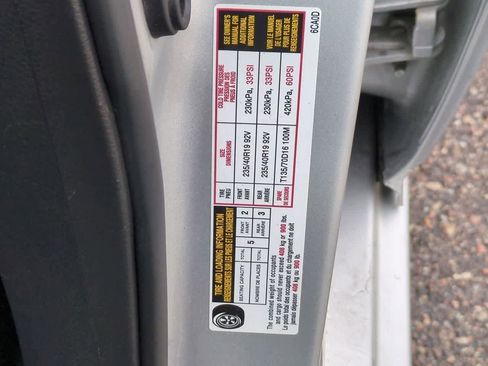 TIRE AND LOADING INFORMATION
RENSEIGNEMENTS SUR LES PNEUS ET LE CHARGEMENT
SEATING CAPACITY TOTAL 5 FRONT AVANT 2 REAR ARRIÈRE 3
NOMBRE DE PLACES TOTAL
The combined weight of occupants
and cargo should never exceed 408 kg or 900 lbs.
Le poids total des occupants et du chargement ne doit
jamais dépasser 408 kg ou 900 lb.
TIRE PNEU
SIZE DIMENSIONS
COLD TIRE PRESSURE
PRESSION DES
PNEUS À FROID
FRONT AVANT 235/40R19 92V 230kPa, 33PSI
REAR ARRIÈRE 235/40R19 92V 230kPa, 33PSI
SPARE DE SECOURS T135/70D16 100M 420kPa, 60PSI
SEE OWNER'S
MANUAL FOR
ADDITIONAL
INFORMATION
VOIR LE MANUEL
DE L'USAGER
POUR PLUS DE
RENSEIGNEMENTS
6CA0D